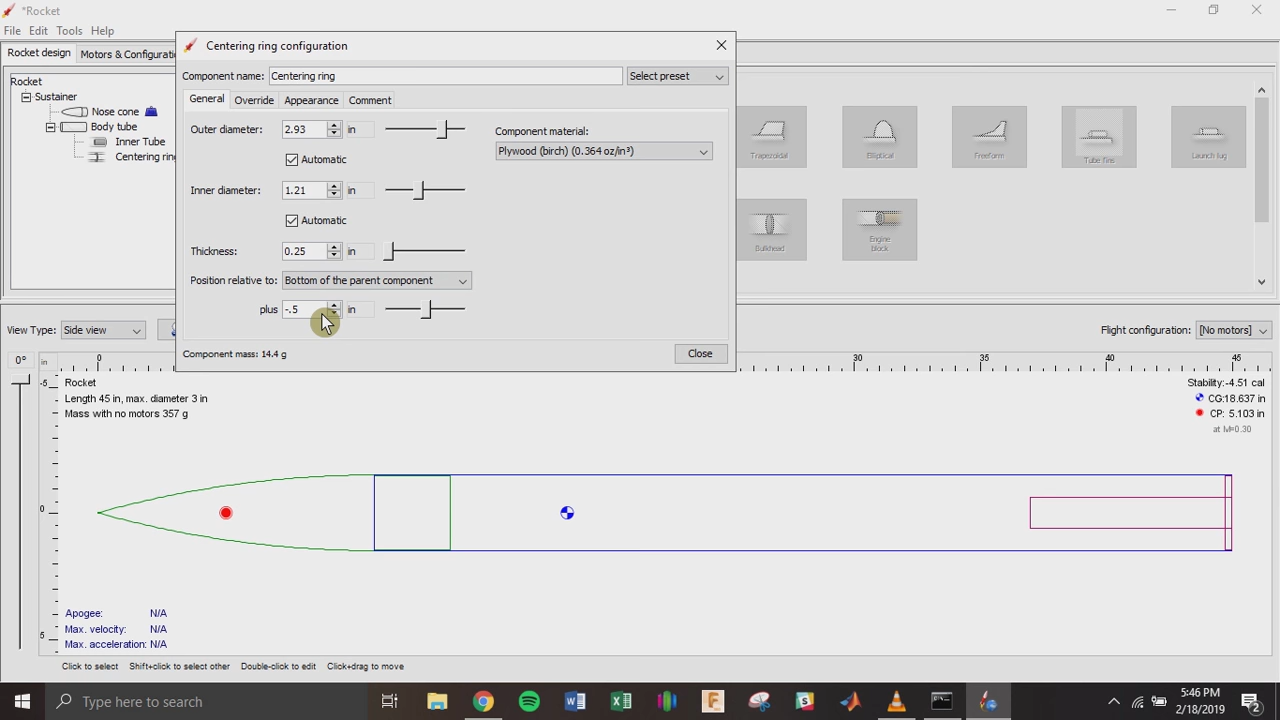 *Rocket
File Edit Tools Help
Rocket design
Motors & Configuratio
Rocket
Sustainer
Nose cone
Body tube
Inner Tube
Centering ring
Centering ring configuration
Component name: Centering ring Select preset
General Override Appearance Comment
Outer diameter: 2.93 in
Automatic
Inner diameter: 1.21 in
Automatic
Thickness: 0.25 in
Position relative to: Bottom of the parent component
plus -.5 in
Component mass: 14.4 g
Close
Component material:
Plywood (birch) (0.364 oz/in³)
Trapezoidal Elliptical Freeform Tube fins Launch lug
Bulkhead Engine
block
View Type: Side view
Flight configuration: [No motors]
0° in 0 30 35 40 45
-5
0
5
Rocket
Length 45 in, max. diameter 3 in
Mass with no motors 357 g
Stability:-4.51 cal
CG:18.637 in
CP: 5.103 in
at M=0.30
Apogee: N/A
Max. velocity: N/A
Max. acceleration: N/A
Click to select Shift+click to select other Double-click to edit Click+drag to move
Type here to search
5:46 PM
2/18/2019
2